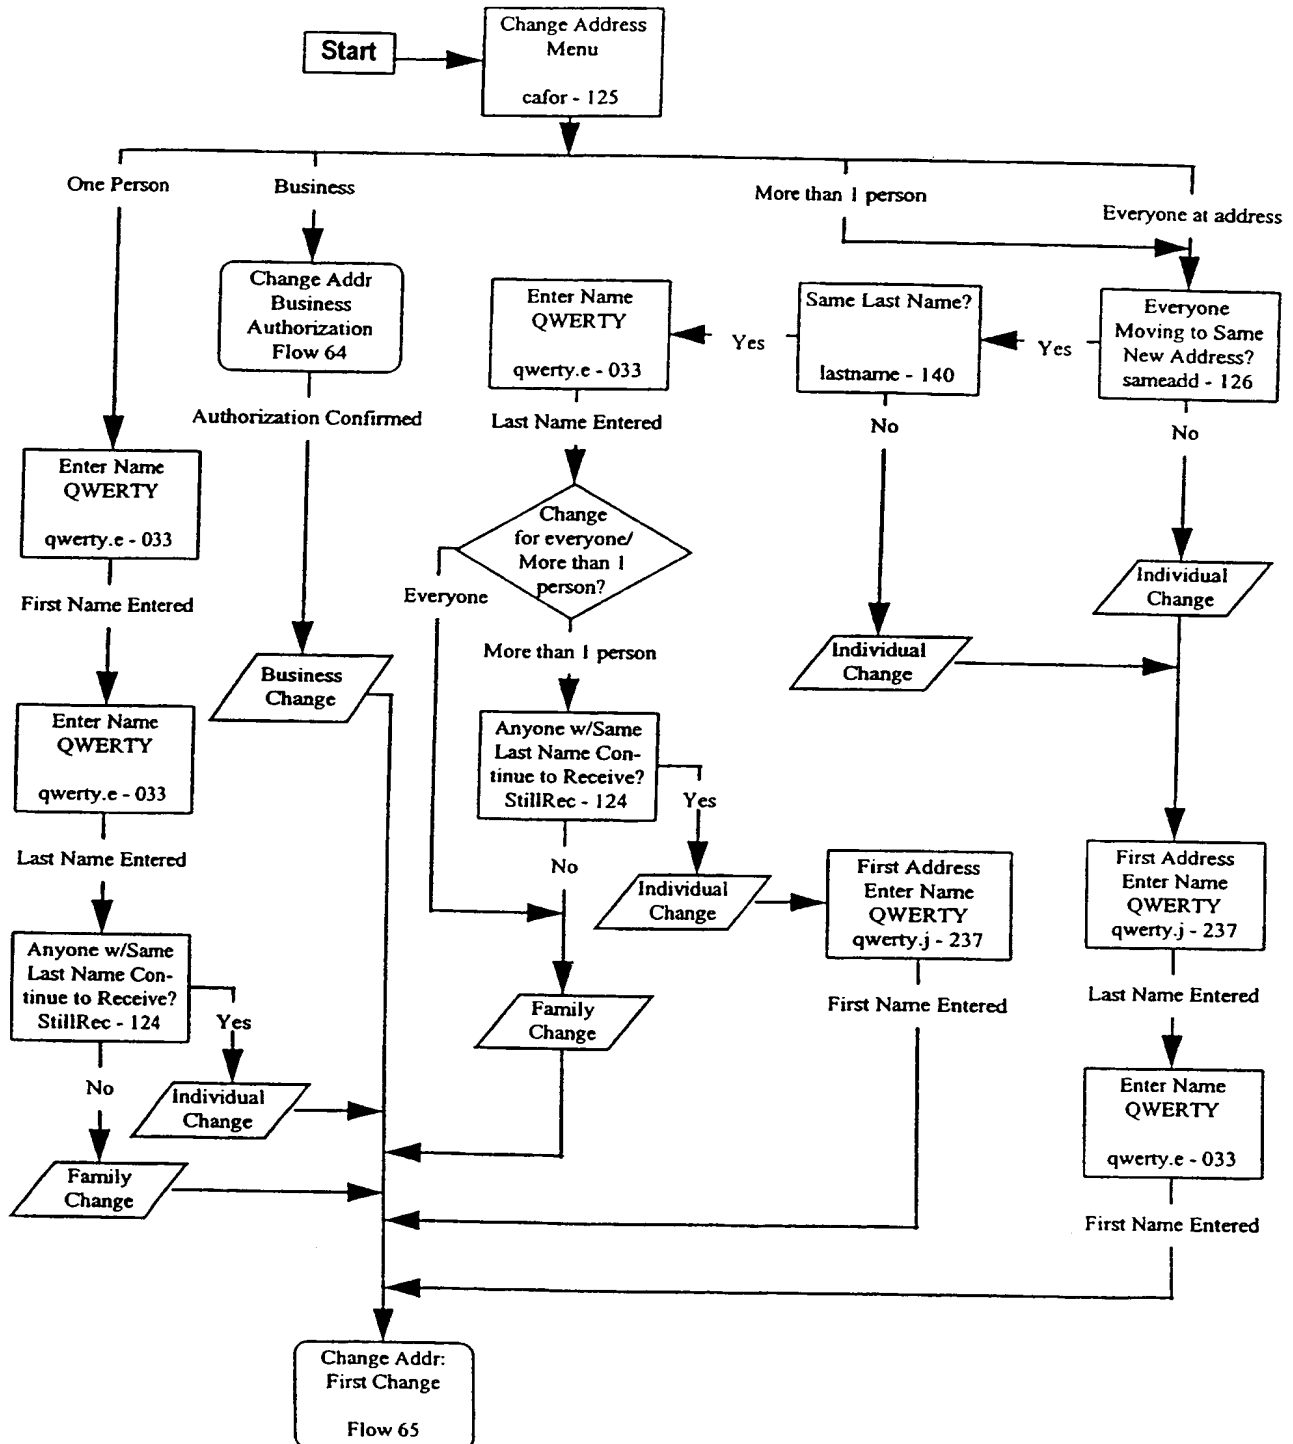 Change Address
Menu
cafor - 125
Start
One Person
Business
More than 1 person
Everyone at address
Change Addr
Business
Authorization
Flow 64
Enter Name
QWERTY
qwerty.e - 033
Same Last Name?
lastname - 140
Everyone
Moving to Same
New Address?
sameadd - 126
Yes
Yes
Authorization Confirmed
Last Name Entered
No
No
Enter Name
QWERTY
qwerty.e - 033
Change
for everyone/
More than 1
person?
Everyone
Individual
Change
First Name Entered
More than 1 person
Individual
Change
Business
Change
Enter Name
QWERTY
qwerty.e - 033
Anyone w/Same
Last Name Con-
tinue to Receive?
StillRec - 124
Yes
Last Name Entered
No
Individual
Change
First Address
Enter Name
QWERTY
qwerty.j - 237
First Address
Enter Name
QWERTY
qwerty.j - 237
Anyone w/Same
Last Name Con-
tinue to Receive?
StillRec - 124
Yes
Family
Change
First Name Entered
Last Name Entered
No
Individual
Change
Enter Name
QWERTY
qwerty.e - 033
Family
Change
First Name Entered
Change Addr:
First Change
Flow 65